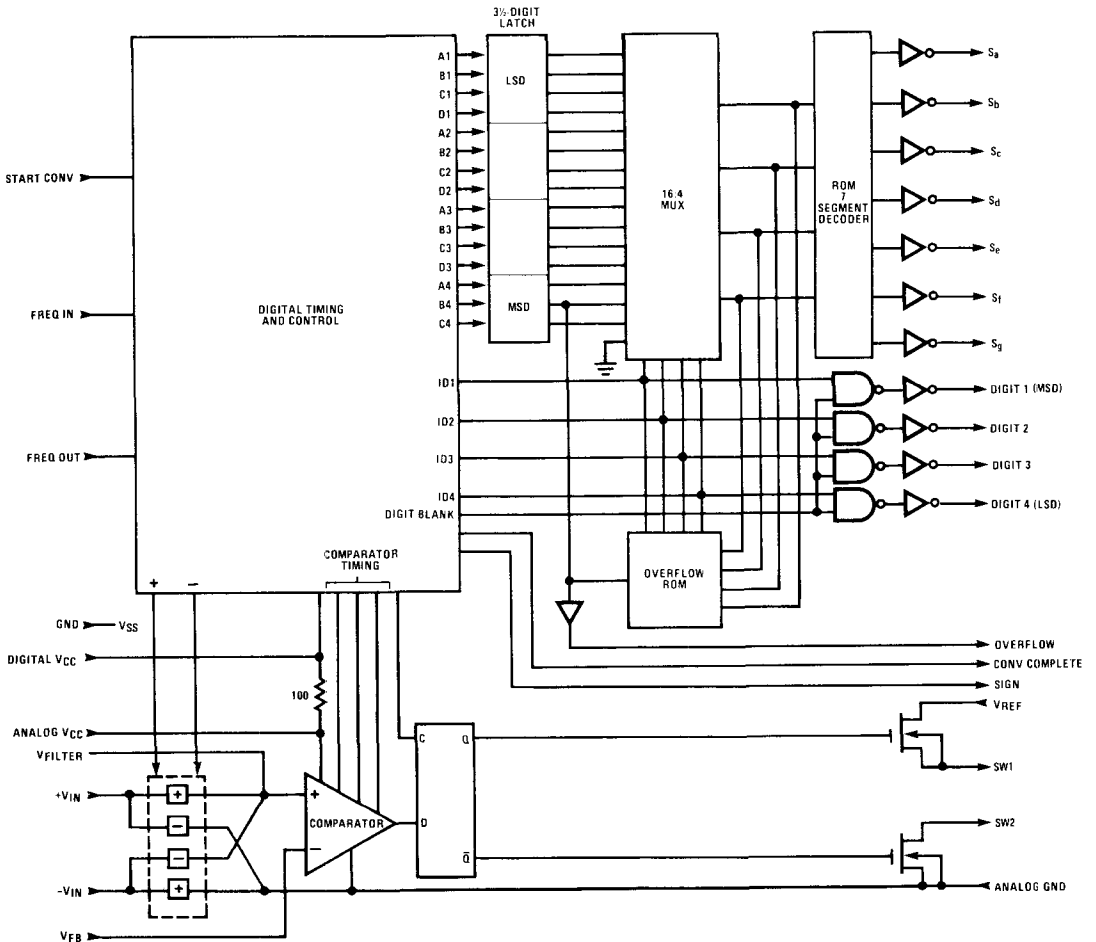 3½-DIGIT
LATCH
A1
B1
C1
D1
A2
B2
C2
D2
A3
B3
C3
D3
A4
B4
C4
LSD
MSD
16:4
MUX
ROM
7
SEGMENT
DECODER
Sa
Sb
Sc
Sd
Se
Sf
Sg
START CONV
FREQ IN
FREQ OUT
DIGITAL TIMING
AND CONTROL
ID1
ID2
ID3
ID4
DIGIT BLANK
DIGIT 1 (MSD)
DIGIT 2
DIGIT 3
DIGIT 4 (LSD)
COMPARATOR
TIMING
+
−
OVERFLOW
ROM
GND
VSS
DIGITAL VCC
100
ANALOG VCC
VFILTER
+VIN
−VIN
VFB
+
−
−
+
+
COMPARATOR
−
C
Q
D
Q̅
OVERFLOW
CONV COMPLETE
SIGN
VREF
SW1
SW2
ANALOG GND